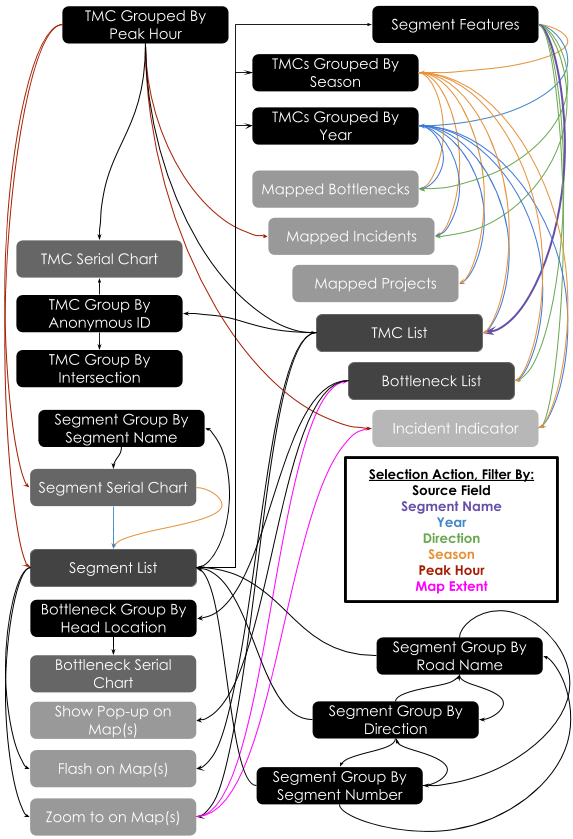 TMC Grouped By
Peak Hour
Segment Features
TMCs Grouped By
Season
TMCs Grouped By
Year
Mapped Bottlenecks
Mapped Incidents
TMC Serial Chart
Mapped Projects
TMC Group By
Anonymous ID
TMC List
TMC Group By
Intersection
Bottleneck List
Segment Group By
Segment Name
Incident Indicator
Segment Serial Chart
Selection Action, Filter By:
Source Field
Segment Name
Year
Direction
Season
Peak Hour
Map Extent
Segment List
Bottleneck Group By
Head Location
Bottleneck Serial
Chart
Segment Group By
Road Name
Show Pop-up on
Map(s)
Segment Group By
Direction
Flash on Map(s)
Segment Group By
Segment Number
Zoom to on Map(s)